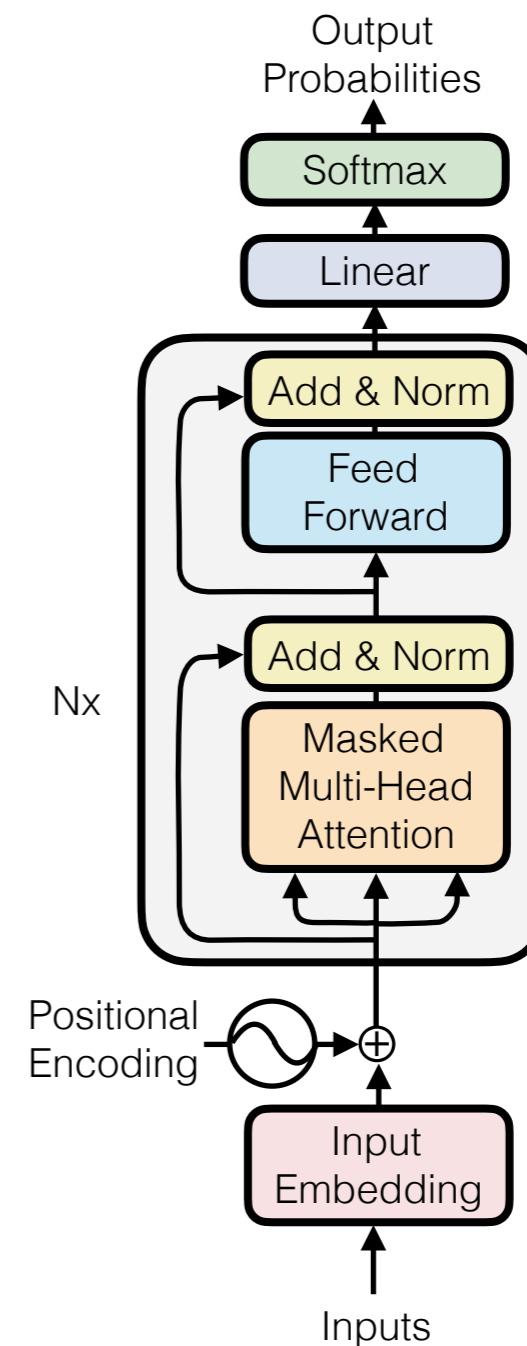 Output
Probabilities
Softmax
Linear
Add & Norm
Feed
Forward
Add & Norm
Nx
Masked
Multi-Head
Attention
Positional
Encoding
Input
Embedding
Inputs